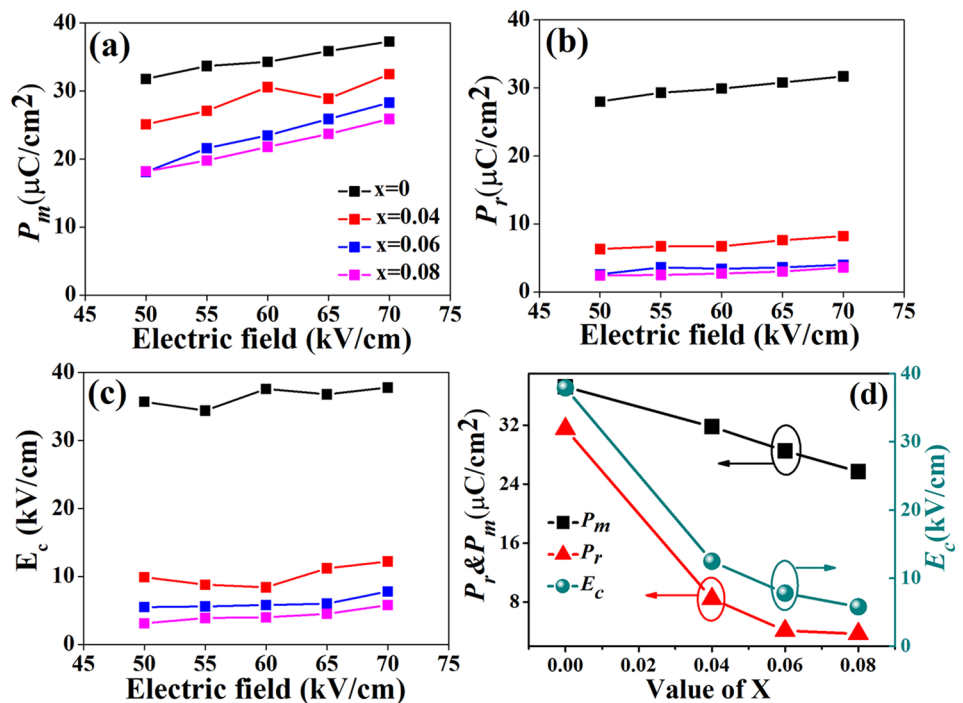 (a)
40
30
20
10
0
45 50 55 60 65 70 75
Electric field (kV/cm)
Pm(μC/cm2)
x=0
x=0.04
x=0.06
x=0.08
(b)
40
30
20
10
0
45 50 55 60 65 70 75
Electric field (kV/cm)
Pr(μC/cm2)
(c)
40
30
20
10
0
45 50 55 60 65 70 75
Electric field (kV/cm)
Ec (kV/cm)
(d)
32
24
16
8
0.00 0.02 0.04 0.06 0.08
Value of X
Pr&Pm(μC/cm2)
Pm
Pr
Ec
40
30
20
10
0
Ec(kV/cm)